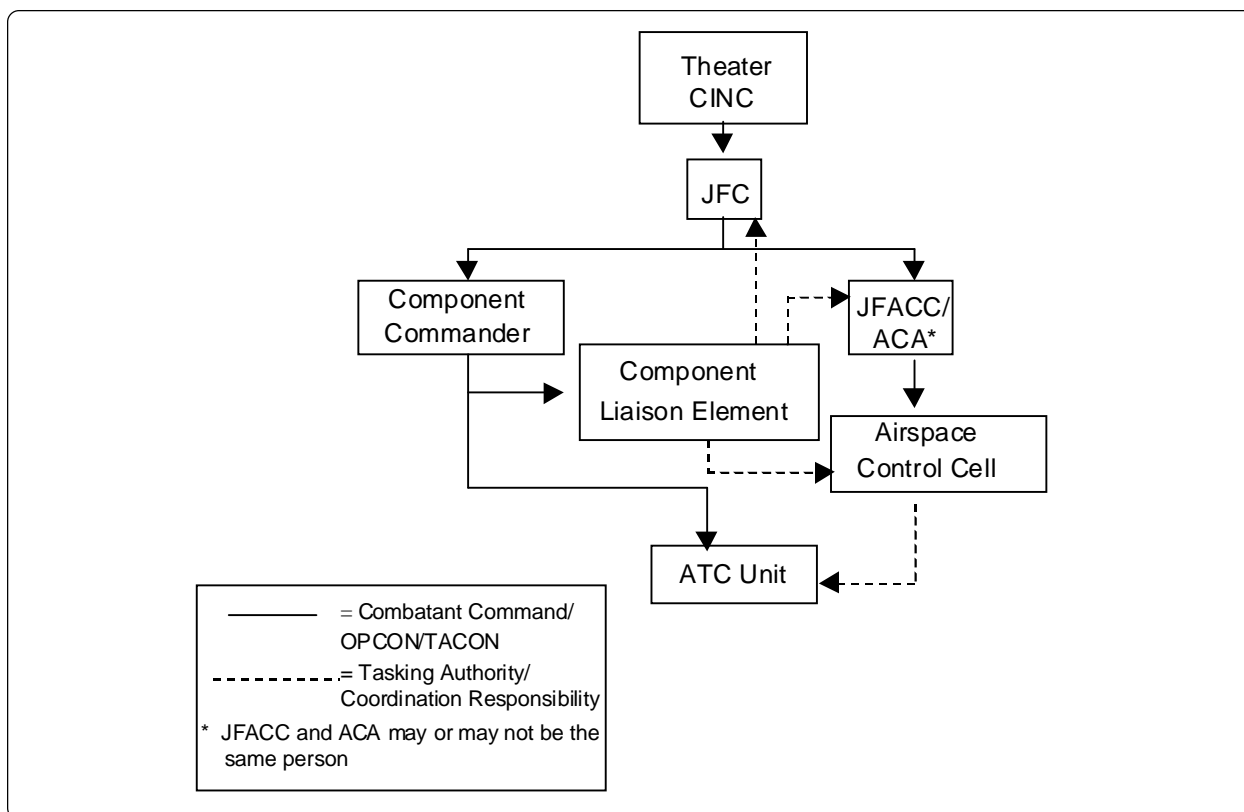 Theater
CINC
JFC
Component
Commander
JFACC/
ACA*
Component
Liaison Element
Airspace
Control Cell
ATC Unit
= Combatant Command/
OPCON/TACON
= Tasking Authority/
Coordination Responsibility
* JFACC and ACA may or may not be the
same person